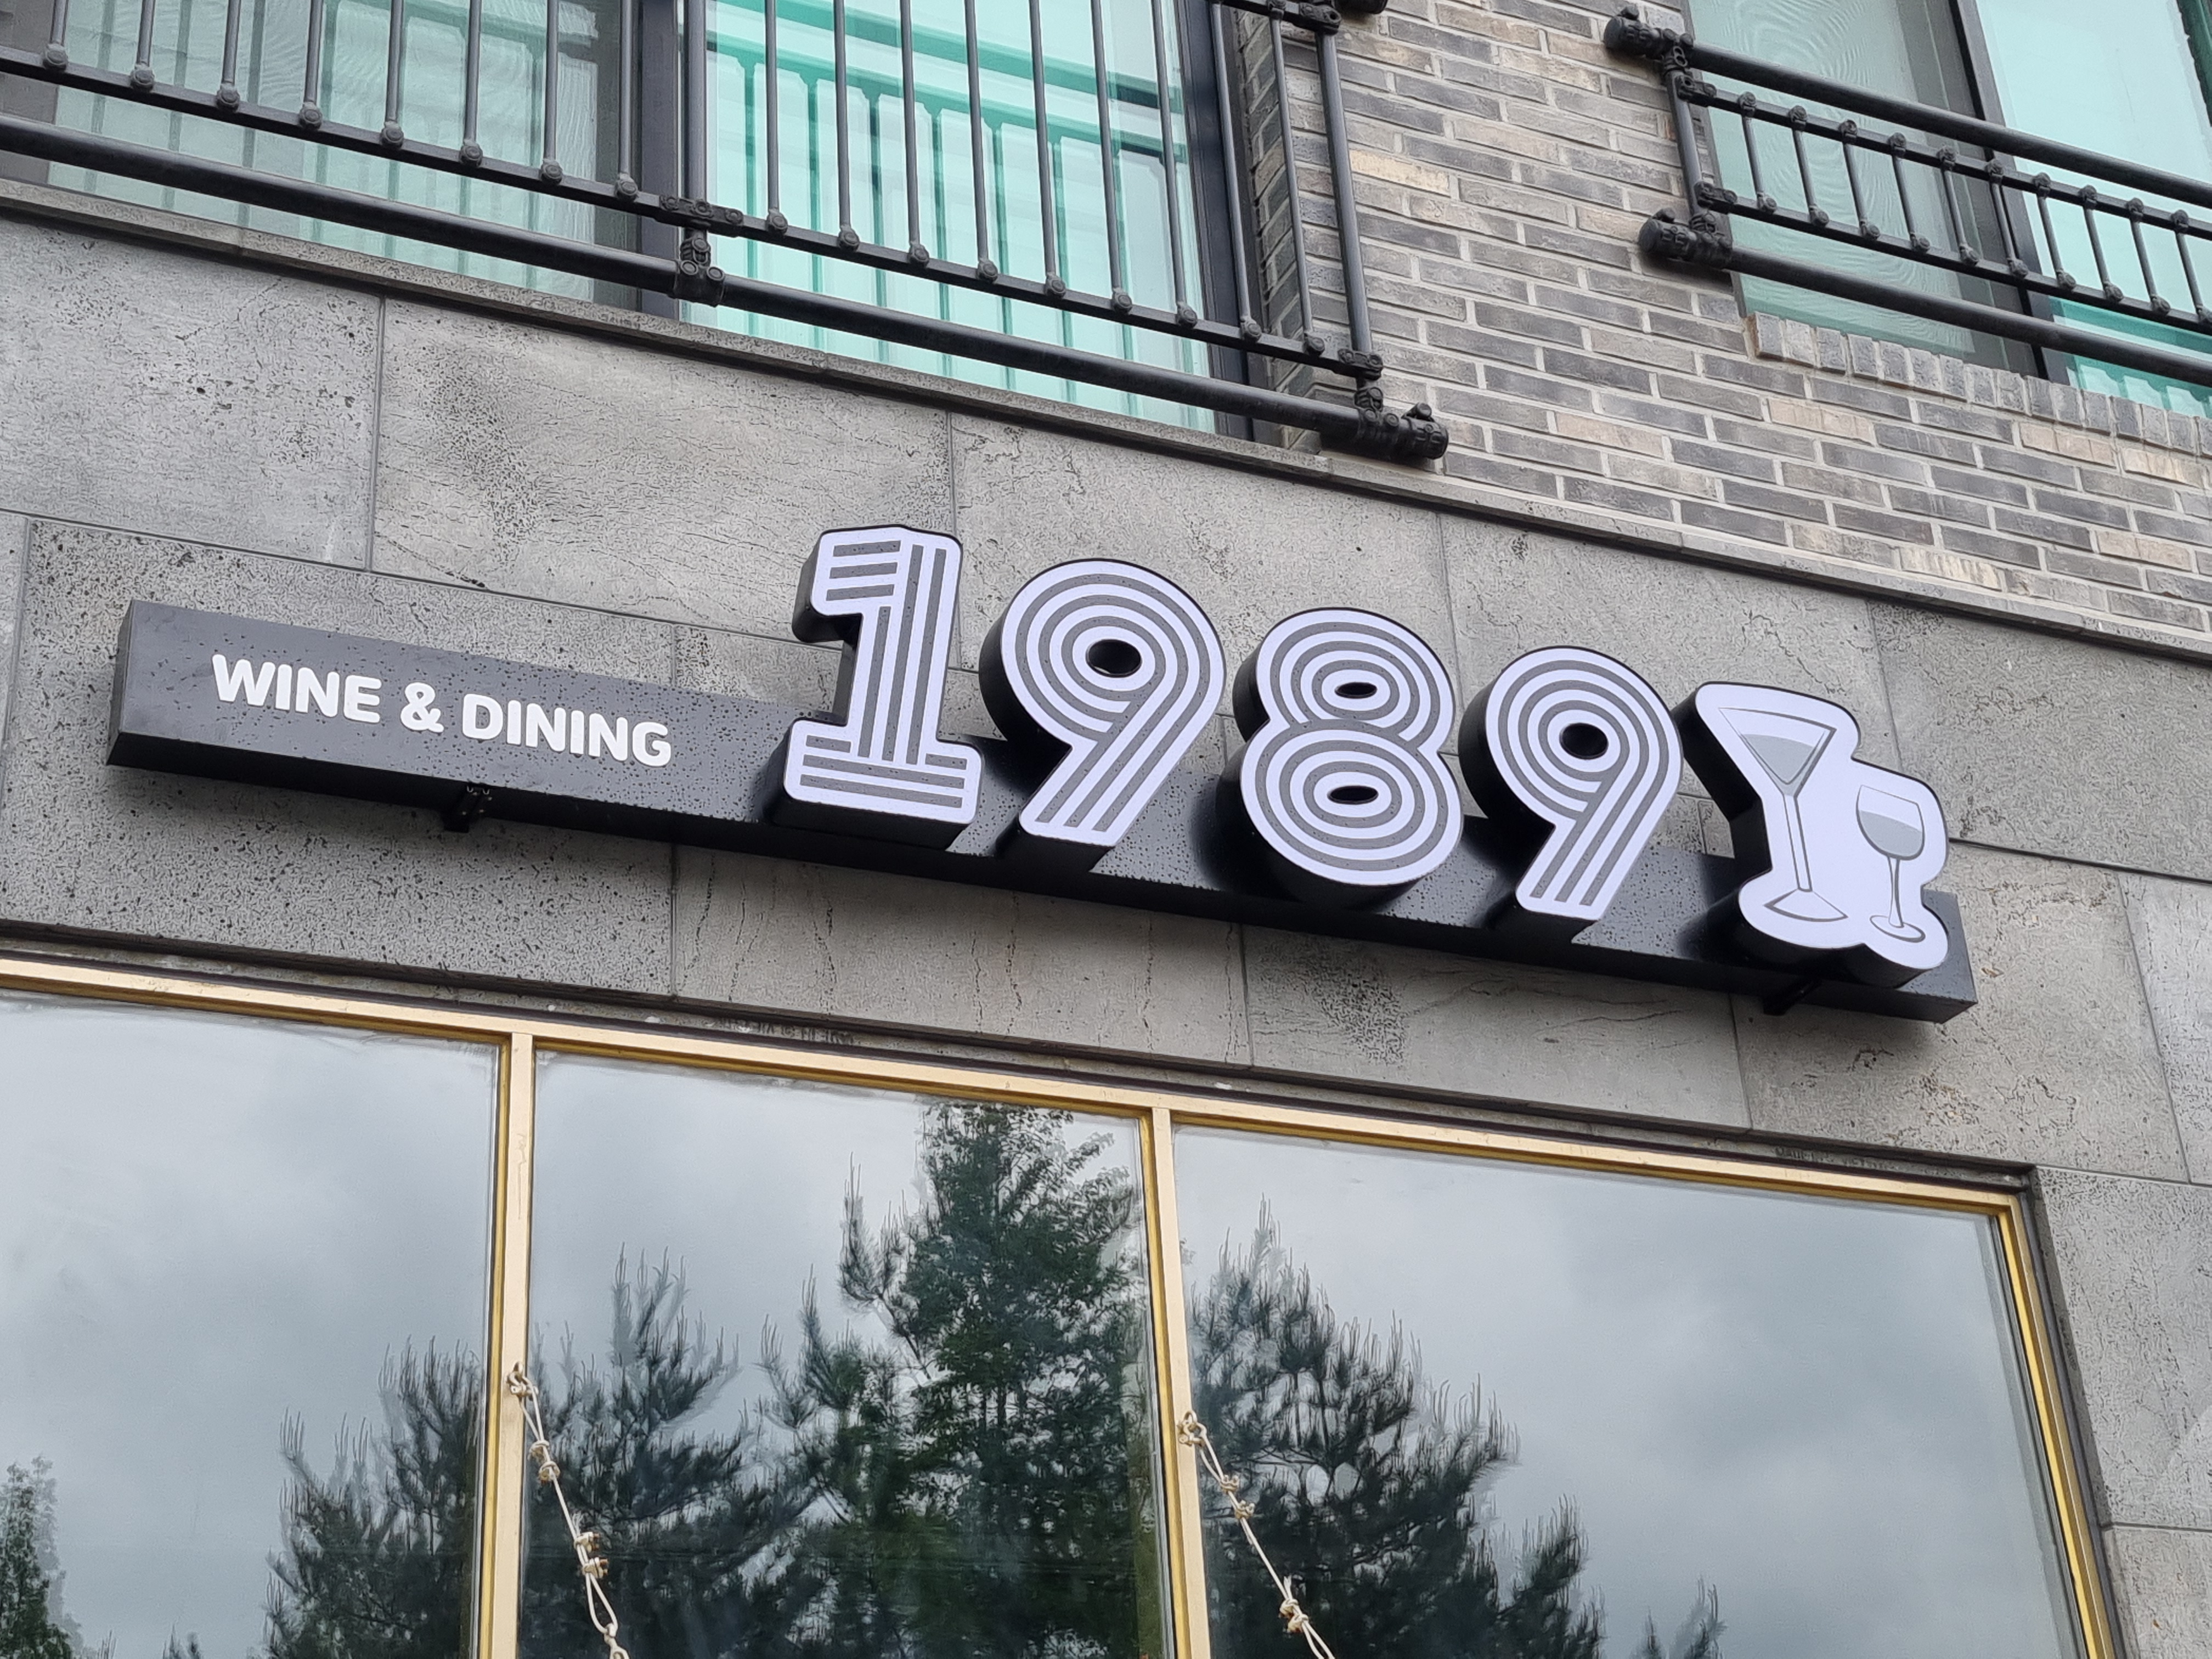 WINE & DINING 1989